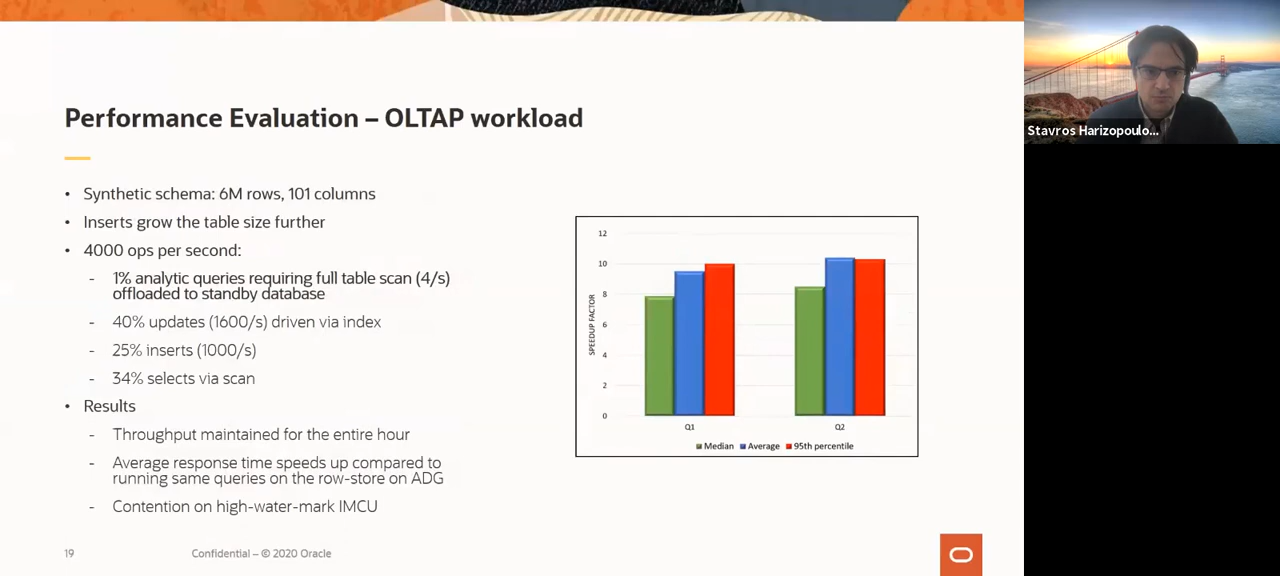 Performance Evaluation – OLTAP workload
• Synthetic schema: 6M rows, 101 columns
• Inserts grow the table size further
• 4000 ops per second:
- 1% analytic queries requiring full table scan (4/s)
offloaded to standby database
- 40% updates (1600/s) driven via index
- 25% inserts (1000/s)
- 34% selects via scan
• Results
- Throughput maintained for the entire hour
- Average response time speeds up compared to
running same queries on the row-store on ADG
- Contention on high-water-mark IMCU
12
10
8
6
4
2
0
SPEEDUP FACTOR
Q1
Q2
Median Average 95th percentile
19
Confidential – © 2020 Oracle
Stavros Harizopoulo...